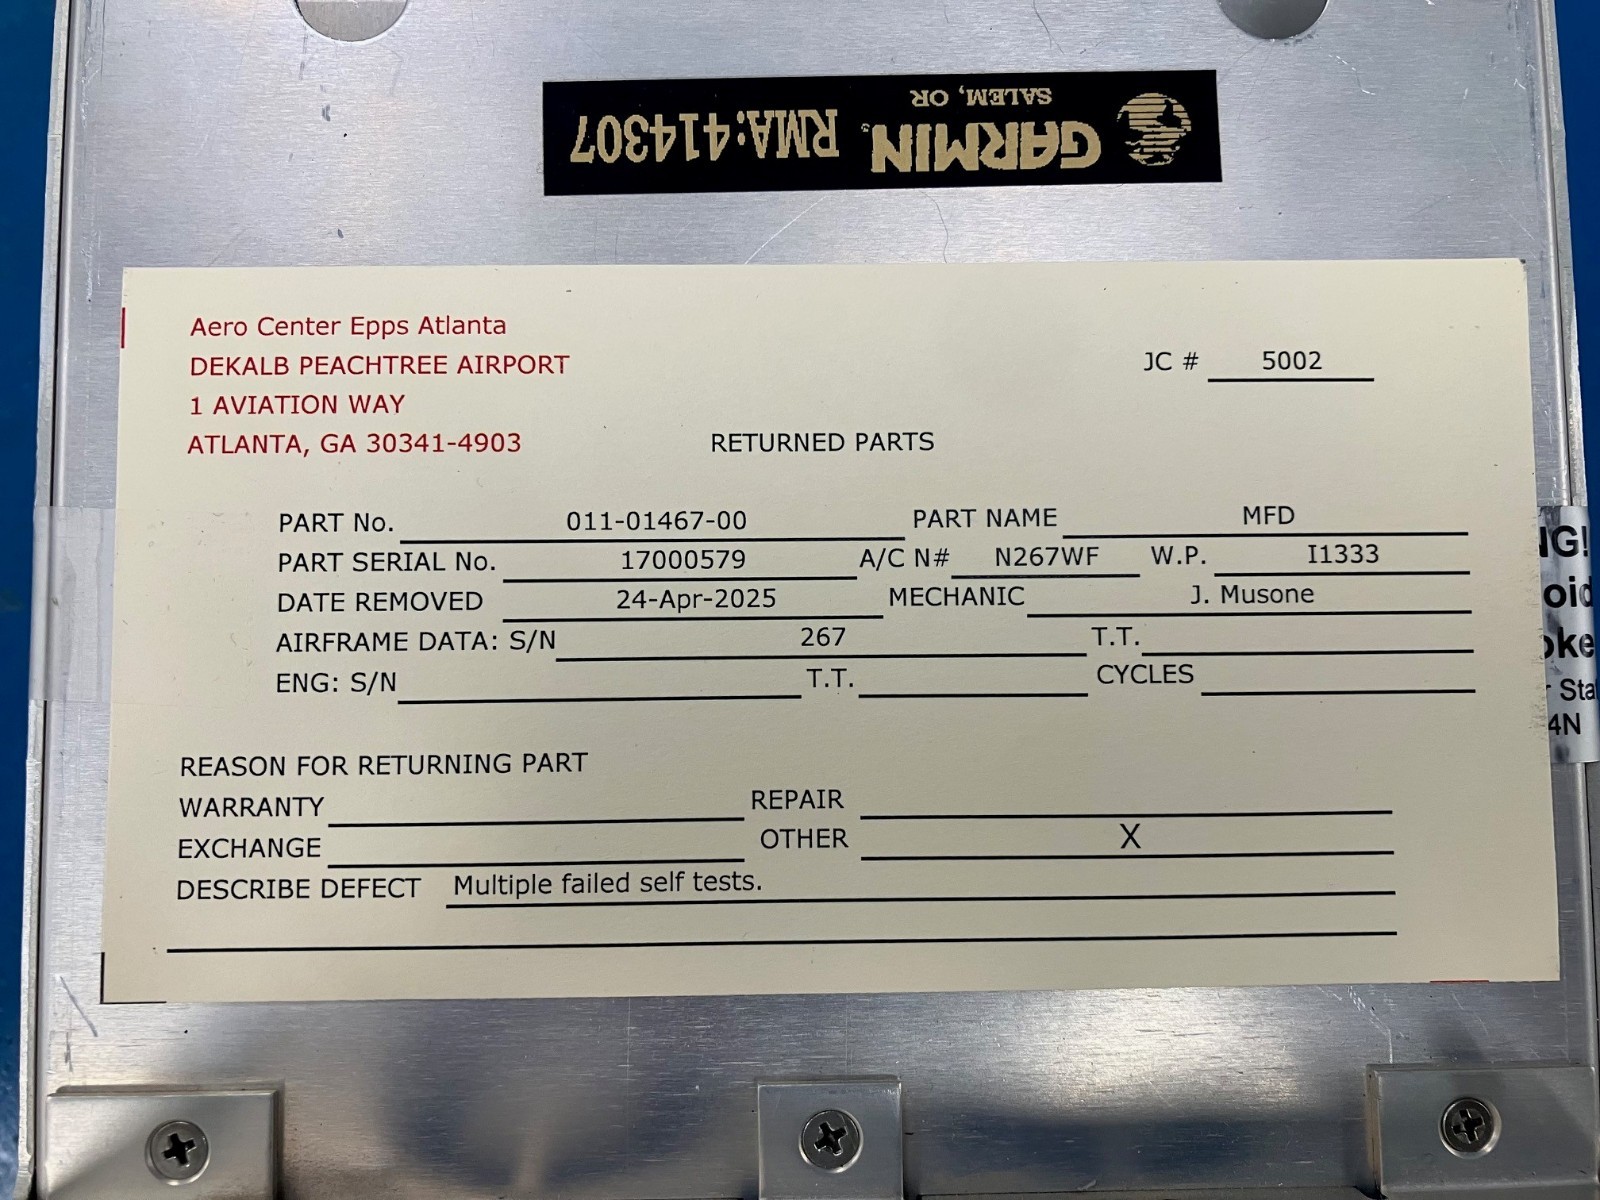 GARMIN. RMA:414307
SALEM, OR
Aero Center Epps Atlanta
DEKALB PEACHTREE AIRPORT
1 AVIATION WAY
ATLANTA, GA 30341-4903
JC # 5002
RETURNED PARTS
PART No. 011-01467-00 PART NAME MFD
PART SERIAL No. 17000579 A/C N# N267WF W.P. I1333
DATE REMOVED 24-Apr-2025 MECHANIC J. Musone
AIRFRAME DATA: S/N 267 T.T.
ENG: S/N T.T. CYCLES
REASON FOR RETURNING PART
WARRANTY REPAIR
EXCHANGE OTHER X
DESCRIBE DEFECT Multiple failed self tests.